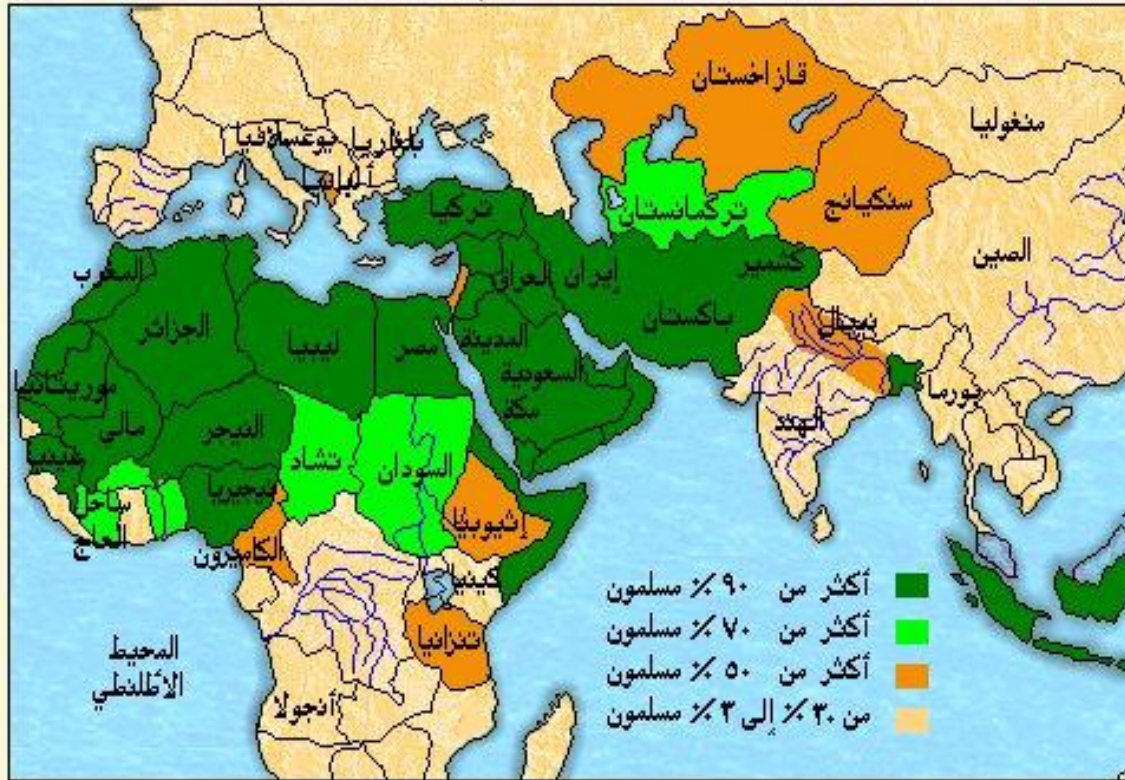 قازاخستان
منغوليا
يوغسلافيا
بلغاريا
ألبانيا
تركيا
تركمانستان
سنكيانج
الصين
المغرب
العراق
إيران
كشمير
الجزائر
ليبيا
مصر
المدينة
باكستان
نيبال
السعودية
مكة
موريتانيا
مالي
النيجر
بورما
الهند
غينيا
نيجيريا
تشاد
السودان
ساحل
العاج
الكاميرون
إثيوبيا
كينيا
تنزانيا
أنجولا
المحيط
الأطلنطي
أكثر من ٩٠ ٪ مسلمون
أكثر من ٧٠ ٪ مسلمون
أكثر من ٥٠ ٪ مسلمون
من ٣٠ ٪ إلى ٣ ٪ مسلمون